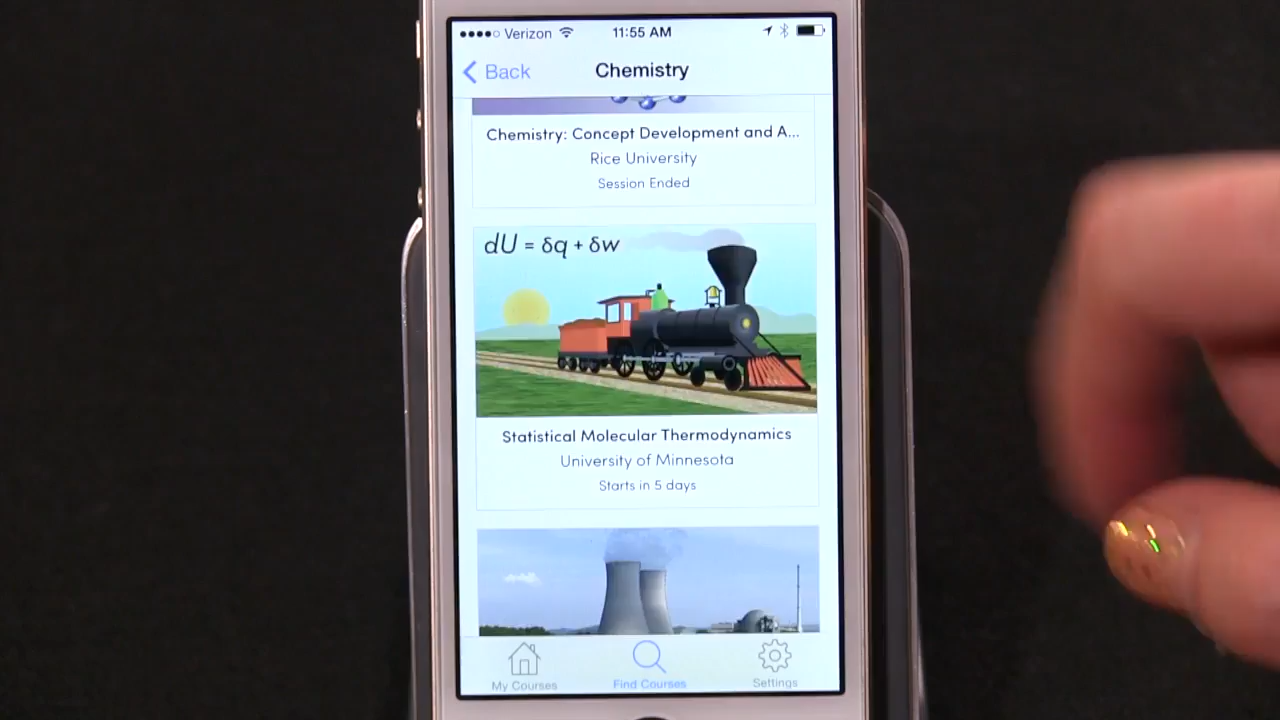 Verizon 11:55 AM
Back Chemistry
Chemistry: Concept Development and A...
Rice University
Session Ended
dU = δq + δw
Statistical Molecular Thermodynamics
University of Minnesota
Starts in 5 days
My Courses Find Courses Settings